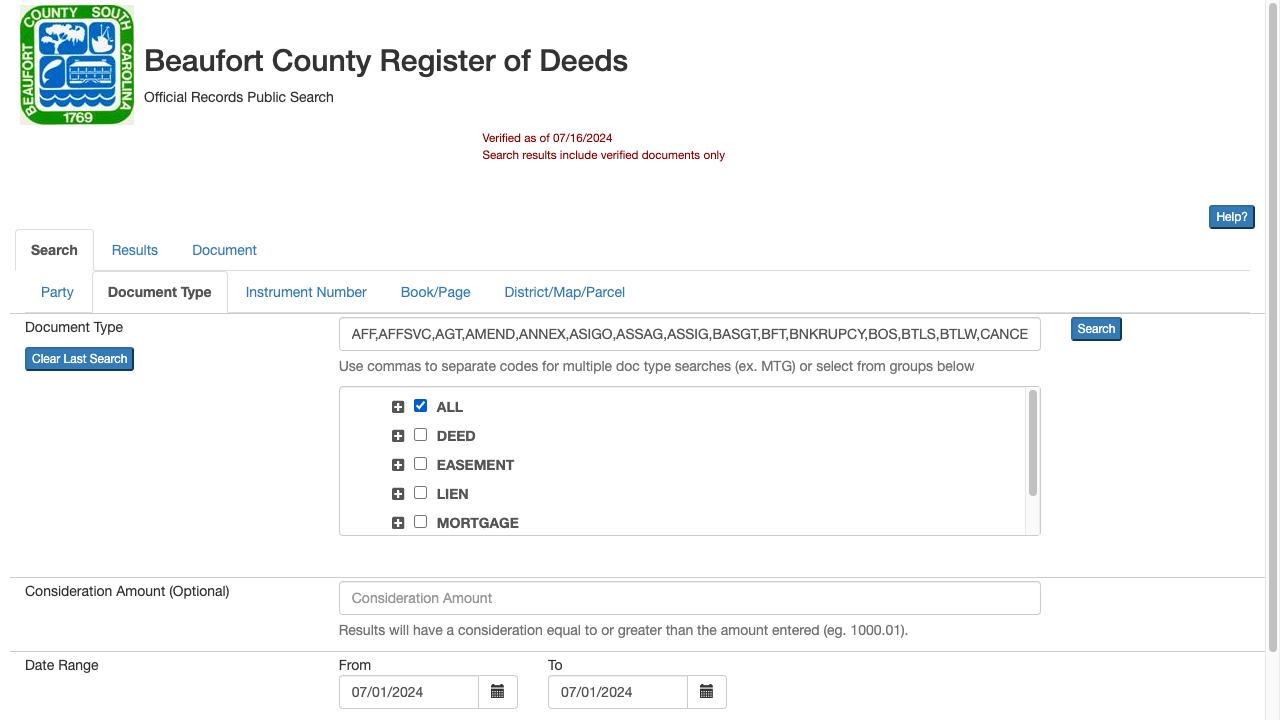 COUNTY SOUTH
BEAUFORT
CAROLINA
1769
Beaufort County Register of Deeds
Official Records Public Search
Verified as of 07/16/2024
Search results include verified documents only
Help?
Search Results Document
Party Document Type Instrument Number Book/Page District/Map/Parcel
Document Type
AFF,AFFSVC,AGT,AMEND,ANNEX,ASIGO,ASSAG,ASSIG,BASGT,BFT,BNKRUPCY,BOS,BTLS,BTLW,CANCE
Search
Clear Last Search
Use commas to separate codes for multiple doc type searches (ex. MTG) or select from groups below
ALL
DEED
EASEMENT
LIEN
MORTGAGE
Consideration Amount (Optional)
Consideration Amount
Results will have a consideration equal to or greater than the amount entered (eg. 1000.01).
Date Range
From To
07/01/2024 07/01/2024